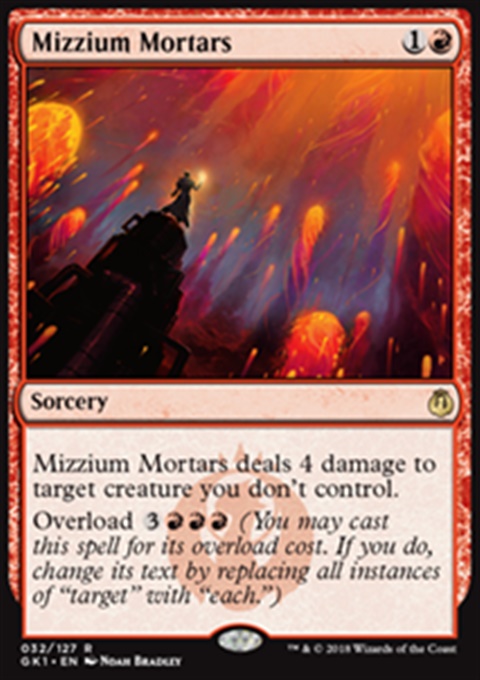 Mizzium Mortars 1
Sorcery
Mizzium Mortars deals 4 damage to
target creature you don't control.
Overload 3 (You may cast
this spell for its overload cost. If you do,
change its text by replacing all instances
of "target" with "each.")
032/127 R ™ & © 2018 Wizards of the Coast
GK1 • EN Noah Bradley